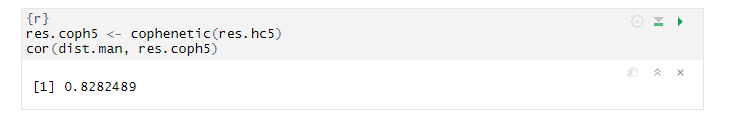 {r}
res.coph5 <- cophenetic(res.hc5)
cor(dist.man, res.coph5)
[1] 0.8282489